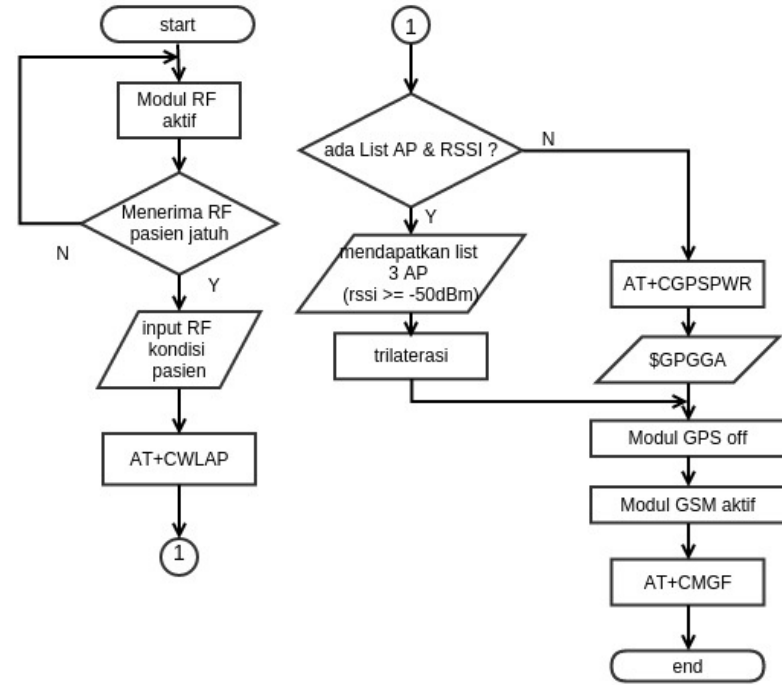 start
Modul RF
aktif
Menerima RF
pasien jatuh
N
Y
input RF
kondisi
pasien
AT+CWLAP
1
1
ada List AP & RSSI ?
N
Y
mendapatkan list
3 AP
(rssi >= -50dBm)
trilaterasi
AT+CGPSPWR
$GPGGA
Modul GPS off
Modul GSM aktif
AT+CMGF
end